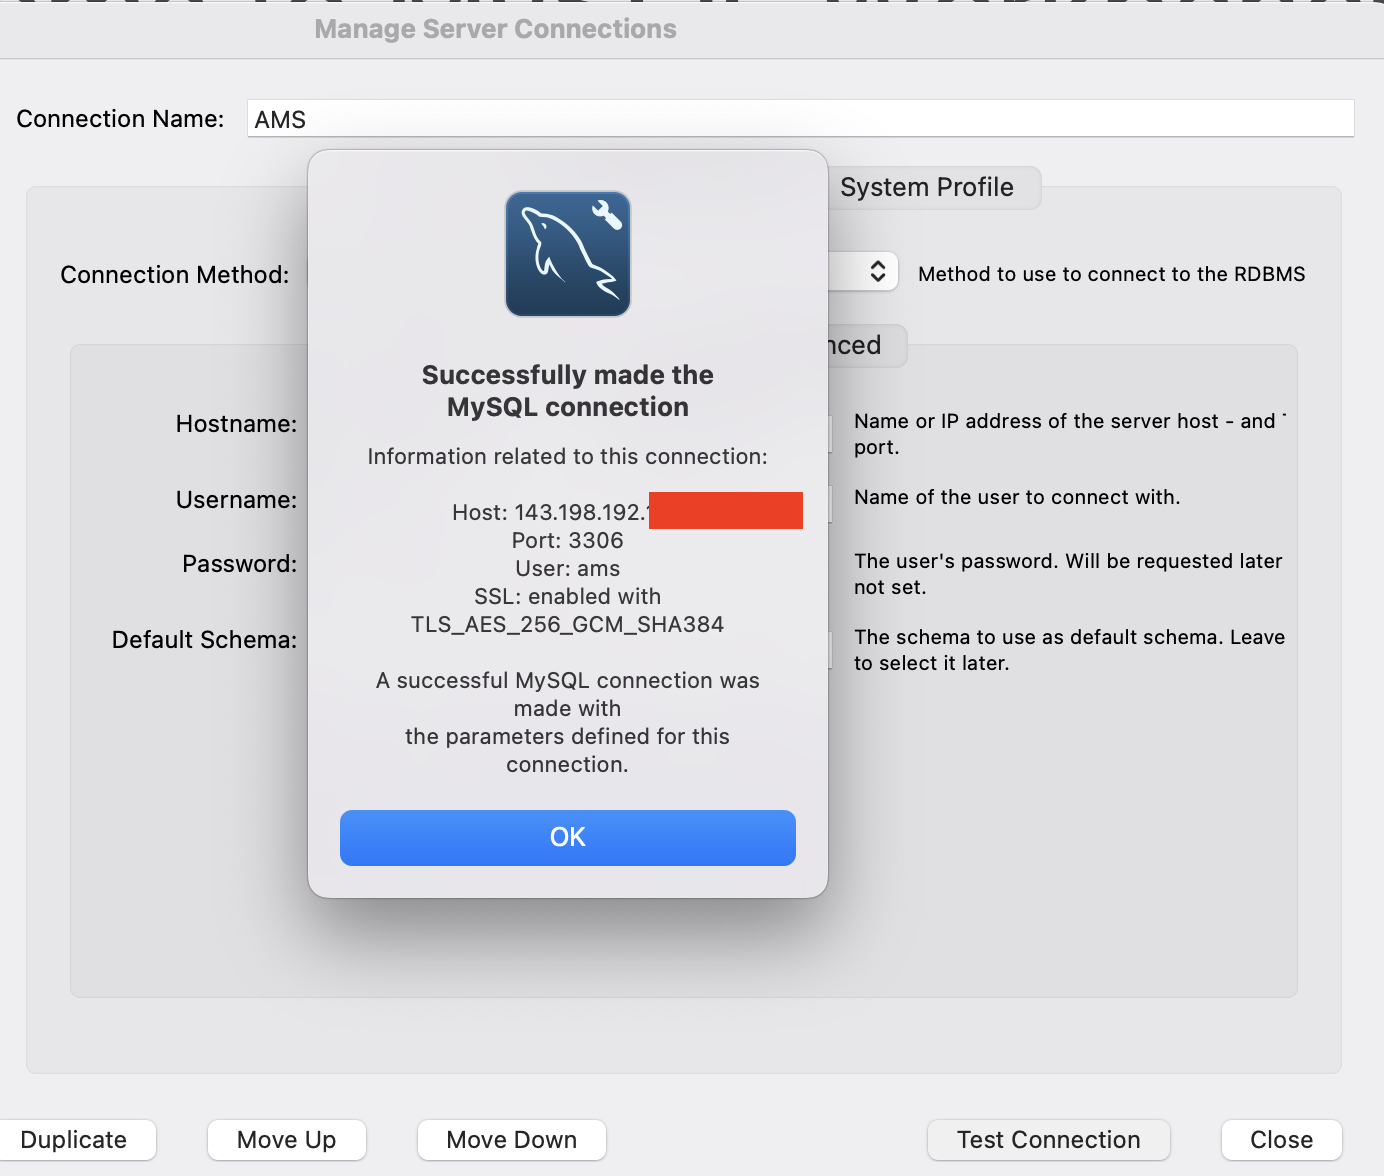 Manage Server Connections
Connection Name: AMS
System Profile
Connection Method: Method to use to connect to the RDBMS
Successfully made the
MySQL connection
Information related to this connection:
Host: 143.198.192.
Port: 3306
User: ams
SSL: enabled with
TLS_AES_256_GCM_SHA384
A successful MySQL connection was
made with
the parameters defined for this
connection.
OK
Hostname: Name or IP address of the server host - and
port.
Username: Name of the user to connect with.
Password: The user's password. Will be requested later
not set.
Default Schema: The schema to use as default schema. Leave
to select it later.
Duplicate Move Up Move Down Test Connection Close